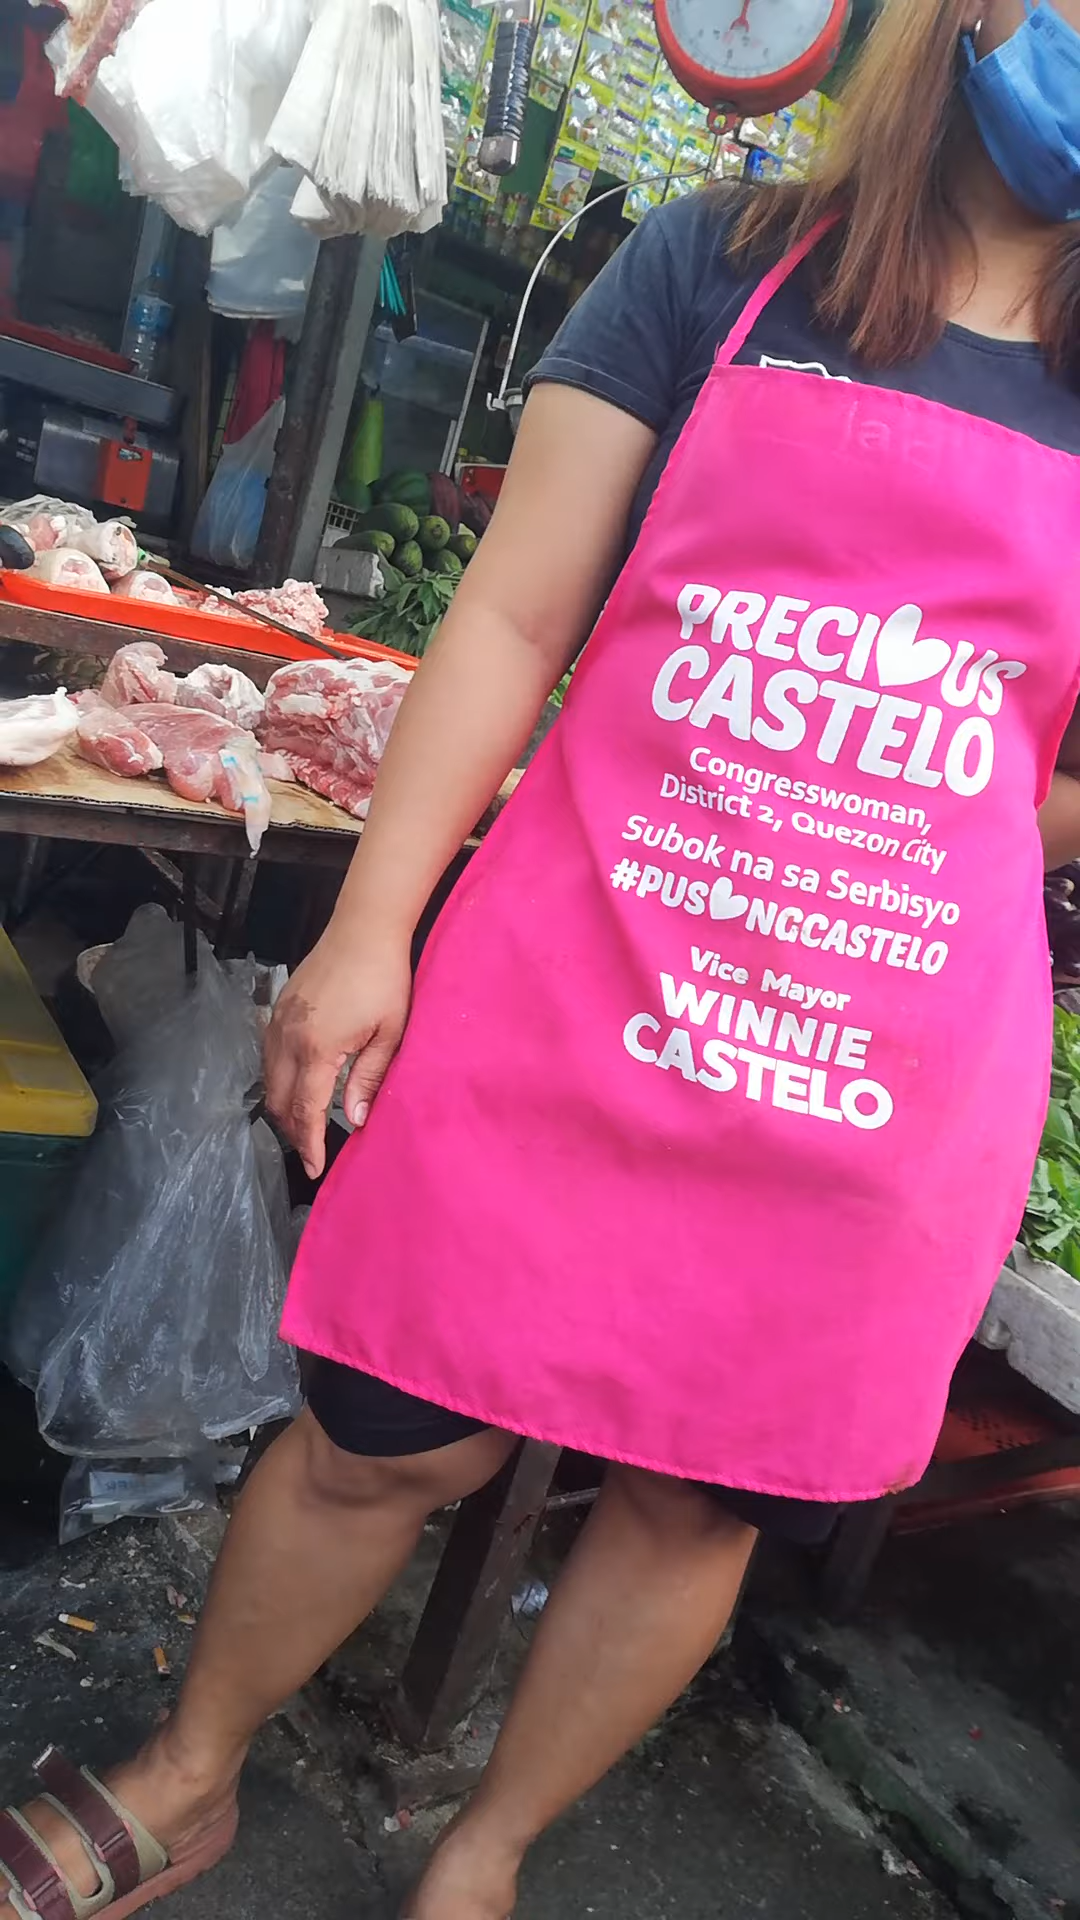 PRECIOUS
CASTELO
Congresswoman,
District 2, Quezon City
Subok na sa Serbisyo
#PUSONGCASTELO
Vice Mayor
WINNIE
CASTELO